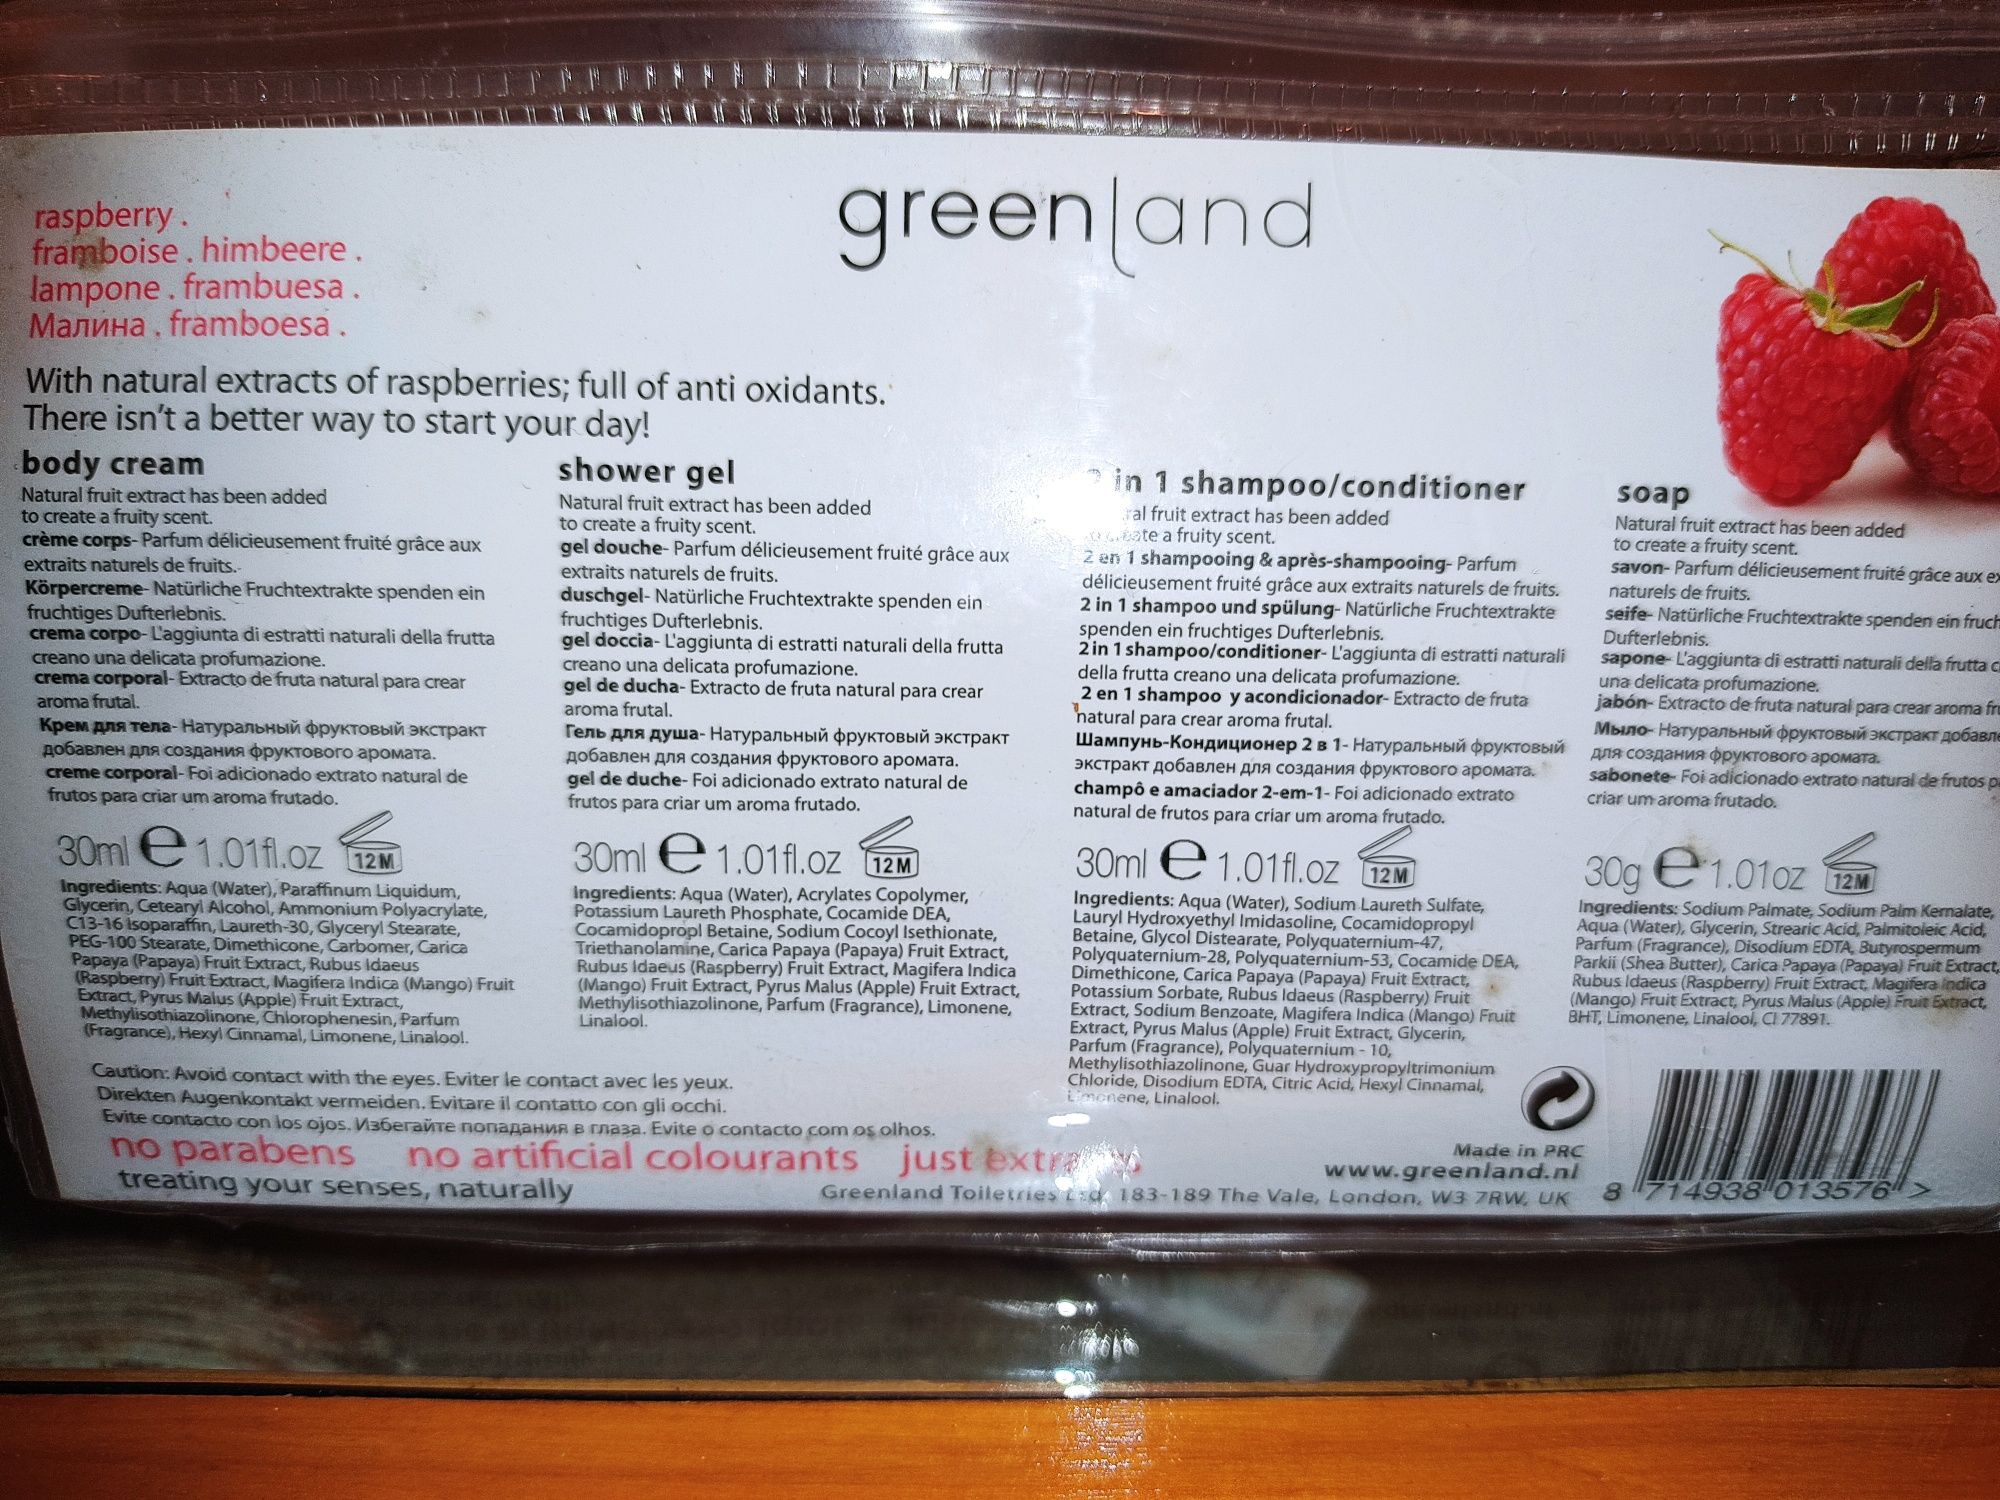 greenland
raspberry .
framboise . himbeere .
lampone . frambuesa .
Малина . framboesa .
With natural extracts of raspberries; full of anti oxidants.
There isn't a better way to start your day!
body cream
Natural fruit extract has been added
to create a fruity scent.
crème corps- Parfum délicieusement fruité grâce aux
extraits naturels de fruits.
Körpercreme- Natürliche Fruchtextrakte spenden ein
fruchtiges Dufterlebnis.
crema corpo- L'aggiunta di estratti naturali della frutta
creano una delicata profumazione.
crema corporal- Extracto de fruta natural para crear
aroma frutal.
Крем для тела- Натуральный фруктовый экстракт
добавлен для создания фруктового аромата.
creme corporal- Foi adicionado extrato natural de
frutos para criar um aroma frutado.
30ml e 1.01fl.oz 12M
Ingredients: Aqua (Water), Paraffinum Liquidum,
Glycerin, Cetearyl Alcohol, Ammonium Polyacrylate,
C13-16 Isoparaffin, Laureth-30, Glyceryl Stearate,
PEG-100 Stearate, Dimethicone, Carbomer, Carica
Papaya (Papaya) Fruit Extract, Rubus Idaeus
(Raspberry) Fruit Extract, Magifera Indica (Mango) Fruit
Extract, Pyrus Malus (Apple) Fruit Extract,
Methylisothiazolinone, Chlorophenesin, Parfum
(Fragrance), Hexyl Cinnamal, Limonene, Linalool.
shower gel
Natural fruit extract has been added
to create a fruity scent.
gel douche- Parfum délicieusement fruité grâce aux
extraits naturels de fruits.
duschgel- Natürliche Fruchtextrakte spenden ein
fruchtiges Dufterlebnis.
gel doccia- L'aggiunta di estratti naturali della frutta
creano una delicata profumazione.
gel de ducha- Extracto de fruta natural para crear
aroma frutal.
Гель для душа- Натуральный фруктовый экстракт
добавлен для создания фруктового аромата.
gel de duche- Foi adicionado extrato natural de
frutos para criar um aroma frutado.
30ml e 1.01fl.oz 12M
Ingredients: Aqua (Water), Acrylates Copolymer,
Potassium Laureth Phosphate, Cocamide DEA,
Cocamidopropl Betaine, Sodium Cocoyl Isethionate,
Triethanolamine, Carica Papaya (Papaya) Fruit Extract,
Rubus Idaeus (Raspberry) Fruit Extract, Magifera Indica
(Mango) Fruit Extract, Pyrus Malus (Apple) Fruit Extract,
Methylisothiazolinone, Parfum (Fragrance), Limonene,
Linalool.
in 1 shampoo/conditioner
fruit extract has been added
a fruity scent.
2 en 1 shampooing & après-shampooing- Parfum
délicieusement fruité grâce aux extraits naturels de fruits.
2 in 1 shampoo und spülung- Natürliche Fruchtextrakte
spenden ein fruchtiges Dufterlebnis.
2 in 1 shampoo/conditioner- L'aggiunta di estratti naturali
della frutta creano una delicata profumazione.
2 en 1 shampoo y acondicionador- Extracto de fruta
natural para crear aroma frutal.
Шампунь-Кондиционер 2 в 1- Натуральный фруктовый
экстракт добавлен для создания фруктового аромата.
champô e amaciador 2-em-1- Foi adicionado extrato
natural de frutos para criar um aroma frutado.
30ml e 1.01fl.oz 12M
Ingredients: Aqua (Water), Sodium Laureth Sulfate,
Lauryl Hydroxyethyl Imidasoline, Cocamidopropyl
Betaine, Glycol Distearate, Polyquaternium-47,
Polyquaternium-28, Polyquaternium-53, Cocamide DEA,
Dimethicone, Carica Papaya (Papaya) Fruit Extract,
Potassium Sorbate, Rubus Idaeus (Raspberry) Fruit
Extract, Sodium Benzoate, Magifera Indica (Mango) Fruit
Extract, Pyrus Malus (Apple) Fruit Extract, Glycerin,
Parfum (Fragrance), Polyquaternium - 10,
Methylisothiazolinone, Guar Hydroxypropyltrimonium
Chloride, Disodium EDTA, Citric Acid, Hexyl Cinnamal,
Limonene, Linalool.
soap
Natural fruit extract has been added
to create a fruity scent.
savon- Parfum délicieusement fruité grâce aux
naturels de fruits.
seife- Natürliche Fruchtextrakte spenden ein
Dufterlebnis.
sapone- L'aggiunta di estratti naturali della frutta
una delicata profumazione.
jabón- Extracto de fruta natural para crear aroma
Мыло- Натуральный фруктовый экстракт
для создания фруктового аромата.
sabonete- Foi adicionado extrato natural de frutos
criar um aroma frutado.
30g e 1.01oz 12M
Ingredients: Sodium Palmate, Sodium Palm Kernalate,
Aqua (Water), Glycerin, Strearic Acid, Palmitoleic Acid,
Parfum (Fragrance), Disodium EDTA, Butyrospermum
Parkii (Shea Butter), Carica Papaya (Papaya) Fruit Extract,
Rubus Idaeus (Raspberry) Fruit Extract, Magifera Indica
(Mango) Fruit Extract, Pyrus Malus (Apple) Fruit Extract,
BHT, Limonene, Linalool, CI 77891.
Caution: Avoid contact with the eyes. Eviter le contact avec les yeux.
Direkten Augenkontakt vermeiden. Evitare il contatto con gli occhi.
Evite contacto con los ojos. Избегайте попадания в глаза. Evite o contacto com os olhos.
no parabens no artificial colourants just
treating your senses, naturally
Made in PRC
www.greenland.nl
Greenland Toiletries Ltd, 183-189 The Vale, London, W3 7RW, UK
8 714938 013576 >